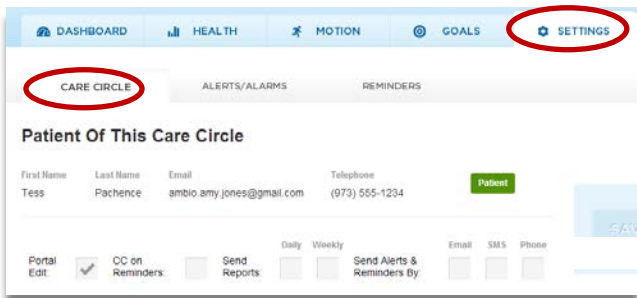 DASHBOARD HEALTH MOTION GOALS SETTINGS
CARE CIRCLE ALERTS/ALARMS REMINDERS
Patient Of This Care Circle
First Name Last Name Email Telephone
Tess Pachence ambio.amy.jones@gmail.com (973) 555-1234 Patient
Daily Weekly Email SMS Phone
Portal Edit: CC on Reminders: Send Reports: Send Alerts & Reminders By: